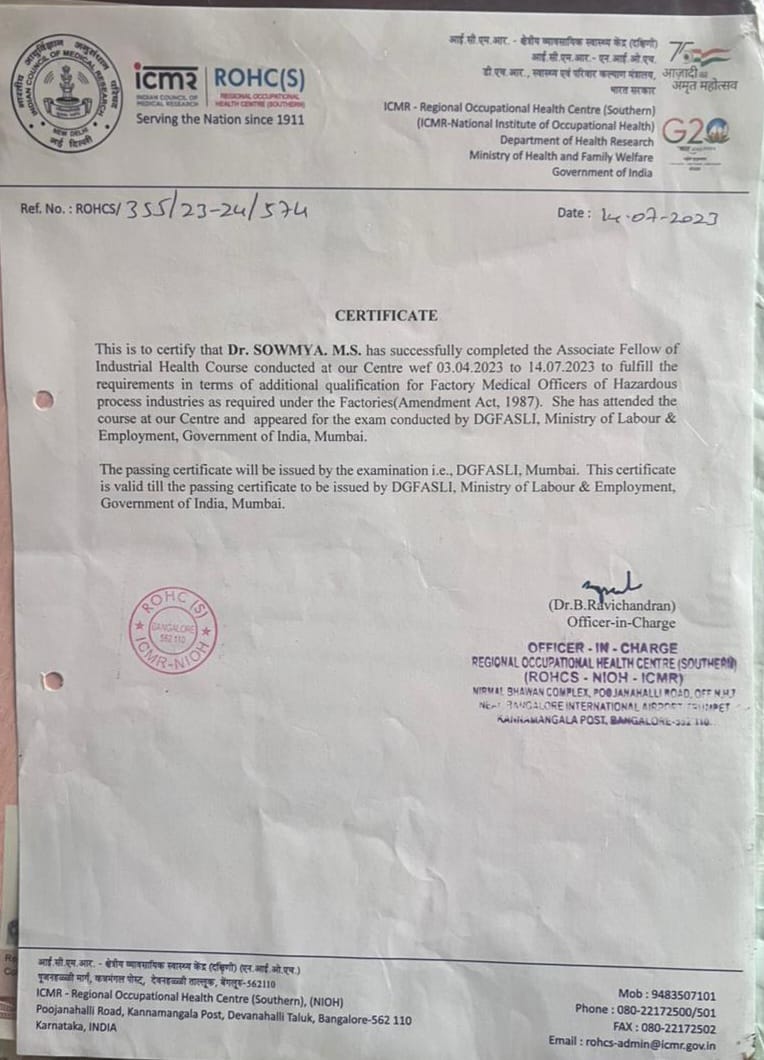 INDIAN COUNCIL OF MEDICAL RESEARCH
NEW DELHI
नई दिल्ली
icmr
INDIAN COUNCIL OF
MEDICAL RESEARCH
ROHC(S)
REGIONAL OCCUPATIONAL
HEALTH CENTRE (SOUTHERN)
Serving the Nation since 1911
आई.सी.एम.आर. - क्षेत्रीय व्यावसायिक स्वास्थ्य केंद्र (दक्षिणी)
आई.सी.एम.आर.- एन.आई.ओ.एच.
डी.एच.आर., स्वास्थ्य एवं परिवार कल्याण मंत्रालय,
भारत सरकार
ICMR - Regional Occupational Health Centre (Southern)
(ICMR-National Institute of Occupational Health)
Department of Health Research
Ministry of Health and Family Welfare
Government of India
75
आज़ादी का
अमृत महोत्सव
G20
Ref. No. : ROHCS/ 355/23-24/574
Date : 14.07-2023
CERTIFICATE
This is to certify that Dr. SOWMYA. M.S. has successfully completed the Associate Fellow of
Industrial Health Course conducted at our Centre wef 03.04.2023 to 14.07.2023 to fulfill the
requirements in terms of additional qualification for Factory Medical Officers of Hazardous
process industries as required under the Factories(Amendment Act, 1987). She has attended the
course at our Centre and appeared for the exam conducted by DGFASLI, Ministry of Labour &
Employment, Government of India, Mumbai.
The passing certificate will be issued by the examination i.e., DGFASLI, Mumbai. This certificate
is valid till the passing certificate to be issued by DGFASLI, Ministry of Labour & Employment,
Government of India, Mumbai.
ROHC (S)
BANGALORE
562 110
ICMR-NIOH
(Dr.B.Ravichandran)
Officer-in-Charge
OFFICER - IN - CHARGE
REGIONAL OCCUPATIONAL HEALTH CENTRE (SOUTHERN)
(ROHCS - NIOH - ICMR)
NIRMAL BHAWAN COMPLEX, POOJANAHALLI ROAD, OFF N.H.7
NEAR BANGALORE INTERNATIONAL AIRPORT TRUMPET
KANNAMANGALA POST, BANGALORE-562 110.
आई.सी.एम.आर. - क्षेत्रीय व्यावसायिक स्वास्थ्य केंद्र (दक्षिणी) (एन.आई.ओ.एच.)
पूजनहळ्ळी मार्ग, कन्नमंगल पोस्ट, देवनहळ्ळी ताल्लूक, बेंगलूरु-562110
ICMR - Regional Occupational Health Centre (Southern), (NIOH)
Poojanahalli Road, Kannamangala Post, Devanahalli Taluk, Bangalore-562 110
Karnataka, INDIA
Mob : 9483507101
Phone : 080-22172500/501
FAX : 080-22172502
Email : rohcs-admin@icmr.gov.in